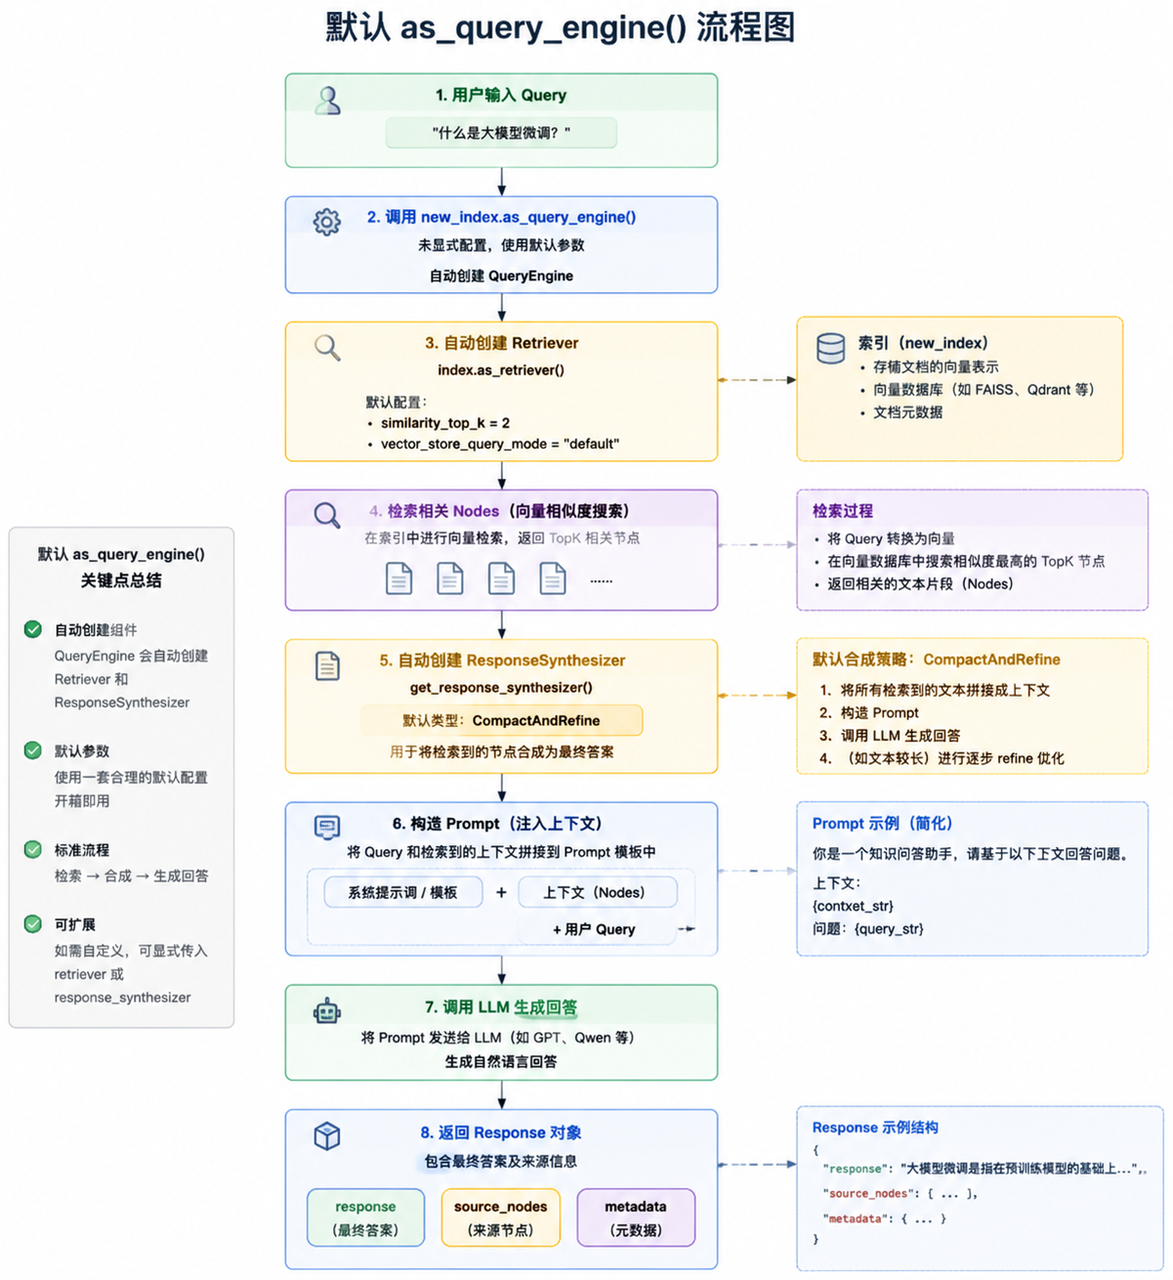 默认 as_query_engine() 流程图
1. 用户输入 Query
"什么是大模型微调？"
2. 调用 new_index.as_query_engine()
未显式配置，使用默认参数
自动创建 QueryEngine
3. 自动创建 Retriever
index.as_retriever()
默认配置：
• similarity_top_k = 2
• vector_store_query_mode = "default"
索引（new_index）
• 存储文档的向量表示
• 向量数据库（如 FAISS、Qdrant 等）
• 文档元数据
4. 检索相关 Nodes（向量相似度搜索）
在索引中进行向量检索，返回 TopK 相关节点
......
检索过程
• 将 Query 转换为向量
• 在向量数据库中搜索相似度最高的 TopK 节点
• 返回相关的文本片段（Nodes）
默认 as_query_engine()
关键点总结
自动创建组件
QueryEngine 会自动创建
Retriever 和
ResponseSynthesizer
默认参数
使用一套合理的默认配置
开箱即用
标准流程
检索 → 合成 → 生成回答
可扩展
如需自定义，可显式传入
retriever 或
response_synthesizer
5. 自动创建 ResponseSynthesizer
get_response_synthesizer()
默认类型：CompactAndRefine
用于将检索到的节点合成为最终答案
默认合成策略：CompactAndRefine
1. 将所有检索到的文本拼接成上下文
2. 构造 Prompt
3. 调用 LLM 生成回答
4. （如文本较长）进行逐步 refine 优化
6. 构造 Prompt（注入上下文）
将 Query 和检索到的上下文拼接到 Prompt 模板中
系统提示调 / 模板
+
上下文（Nodes）
+ 用户 Query
Prompt 示例（简化）
你是一个知识问答助手，请基于以下正文回答问题。
上下文：
{contxet_str}
问题：{query_str}
7. 调用 LLM 生成回答
将 Prompt 发送给 LLM（如 GPT、Qwen 等）
生成自然语言回答
8. 返回 Response 对象
包含最终答案及来源信息
response
（最终答案）
source_nodes
（来源节点）
metadata
（元数据）
Response 示例结构
{
"response": "大模型微调是指在预训练模型的基础上...",.
"source_nodes": { ... },
"metadata": { ... }
}